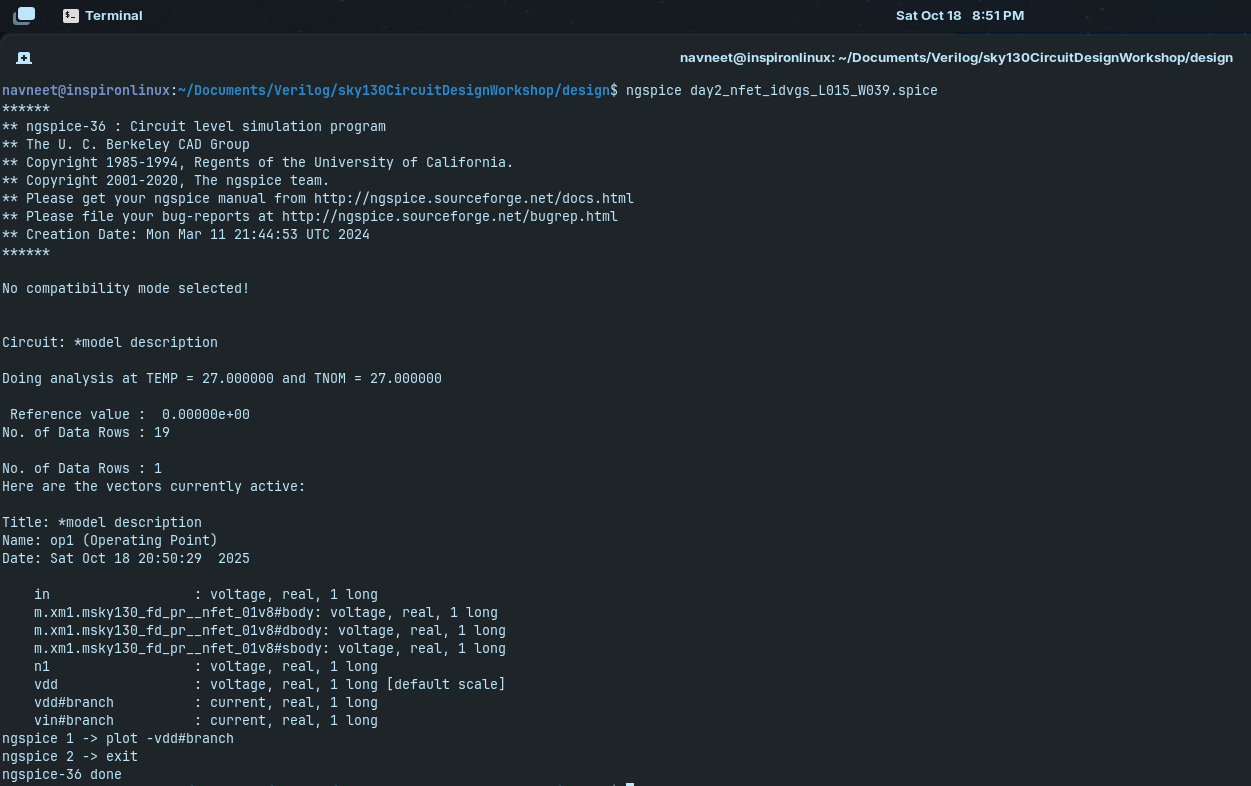 Terminal
Sat Oct 18 8:51 PM
navneet@inspironlinux: ~/Documents/Verilog/sky130CircuitDesignWorkshop/design
navneet@inspironlinux:~/Documents/Verilog/sky130CircuitDesignWorkshop/design$ ngspice day2_nfet_idvgs_L015_W039.spice
******
** ngspice-36 : Circuit level simulation program
** The U. C. Berkeley CAD Group
** Copyright 1985-1994, Regents of the University of California.
** Copyright 2001-2020, The ngspice team.
** Please get your ngspice manual from http://ngspice.sourceforge.net/docs.html
** Please file your bug-reports at http://ngspice.sourceforge.net/bugrep.html
** Creation Date: Mon Mar 11 21:44:53 UTC 2024
******
No compatibility mode selected!
Circuit: *model description
Doing analysis at TEMP = 27.000000 and TNOM = 27.000000
Reference value :  0.00000e+00
No. of Data Rows : 19
No. of Data Rows : 1
Here are the vectors currently active:
Title: *model description
Name: op1 (Operating Point)
Date: Sat Oct 18 20:50:29  2025
in                  : voltage, real, 1 long
m.xm1.msky130_fd_pr__nfet_01v8#body: voltage, real, 1 long
m.xm1.msky130_fd_pr__nfet_01v8#dbody: voltage, real, 1 long
m.xm1.msky130_fd_pr__nfet_01v8#sbody: voltage, real, 1 long
n1                  : voltage, real, 1 long
vdd                 : voltage, real, 1 long [default scale]
vdd#branch          : current, real, 1 long
vin#branch          : current, real, 1 long
ngspice 1 -> plot -vdd#branch
ngspice 2 -> exit
ngspice-36 done